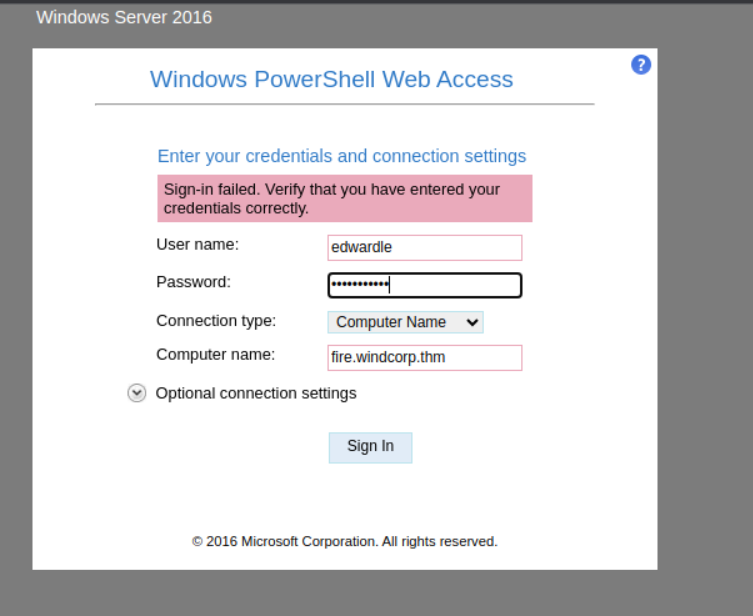 Windows Server 2016
?
Windows PowerShell Web Access
Enter your credentials and connection settings
Sign-in failed. Verify that you have entered your
credentials correctly.
User name: edwardle
Password: •••••••••••
Connection type: Computer Name
Computer name: fire.windcorp.thm
Optional connection settings
Sign In
© 2016 Microsoft Corporation. All rights reserved.